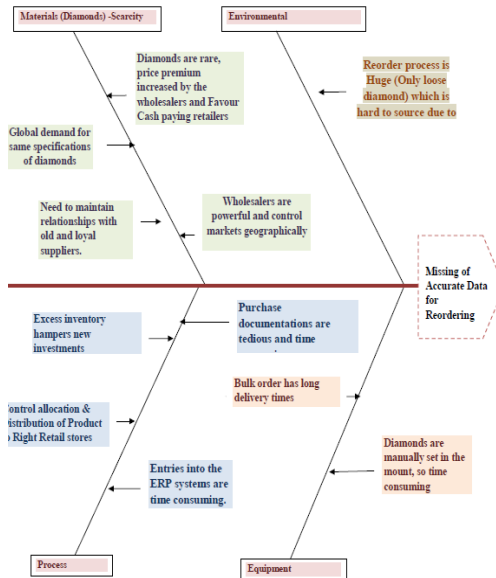 Materials (Diamonds) -Scarcity
Environmental
Diamonds are rare,
price premium
increased by the
wholesalers and Favour
Cash paying retailers
Reorder process is
Huge (Only loose
diamond) which is
hard to source due to
Global demand for
same specifications
of diamonds
Need to maintain
relationships with
old and loyal
suppliers.
Wholesalers are
powerful and control
markets geographically
Missing of
Accurate Data
for
Reordering
Excess inventory
hampers new
investments
Purchase
documentations are
tedious and time
Bulk order has long
delivery times
ontrol allocation &
istribution of Product
Right Retail stores
Diamonds are
manually set in the
mount, so time
consuming
Entries into the
ERP systems are
time consuming.
Process
Equipment